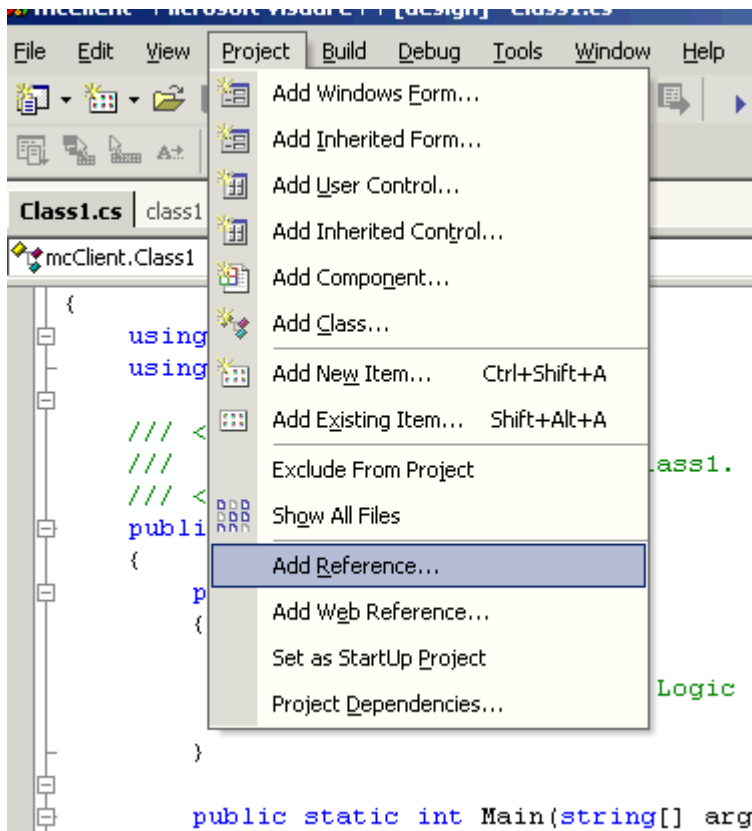 File Edit View Project Build Debug Tools Window Help
Add Windows Form...
Add Inherited Form...
Add User Control...
Class1.cs class1
Add Inherited Control...
mcClient.Class1
Add Component...
{
Add Class...
using
using
Add New Item... Ctrl+Shift+A
Add Existing Item... Shift+Alt+A
/// <
/// lass1.
Exclude From Project
/// <
Show All Files
publi
{
Add Reference...
p
Add Web Reference...
{
Set as StartUp Project
Logic
Project Dependencies...
}
public static int Main(string[] arg